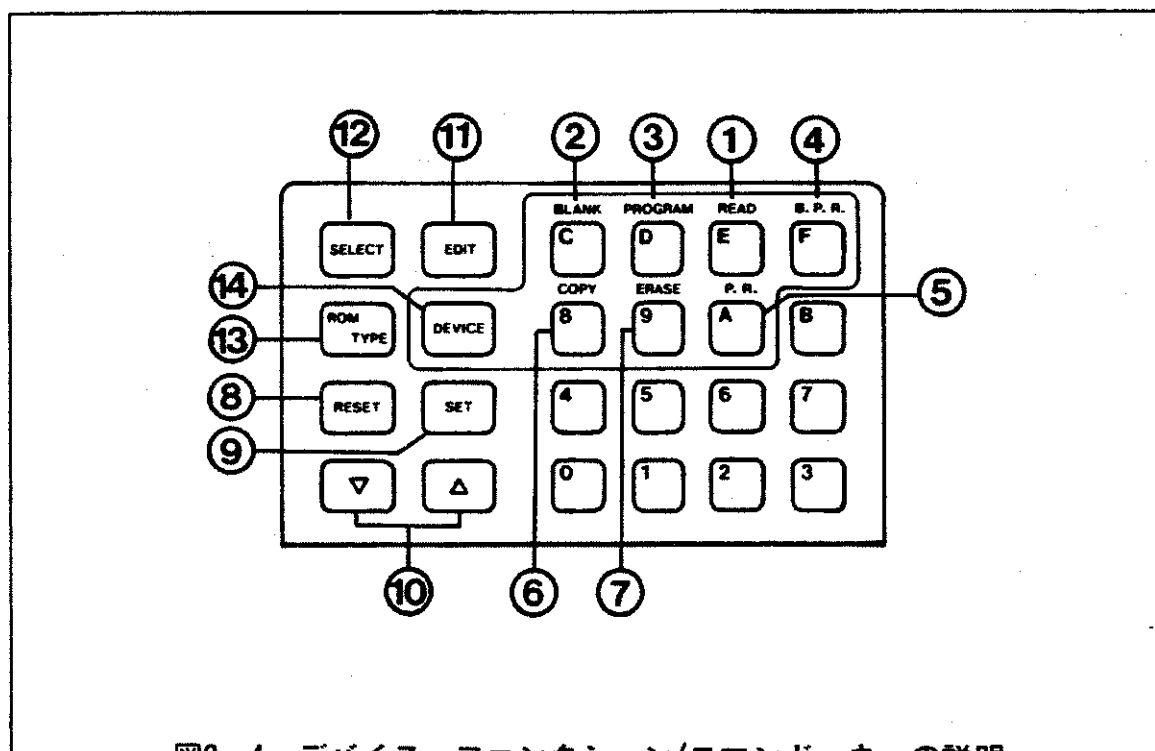 ⑫ ⑪ ② ③ ① ④
BLANK PROGRAM READ B. P. R.
SELECT EDIT C D E F
⑭ COPY ERASE P. R. ⑤
ROM TYPE DEVICE 8 9 A B
⑬
⑧ RESET SET 4 5 6 7
⑨
▽ △ 0 1 2 3
⑩ ⑥ ⑦